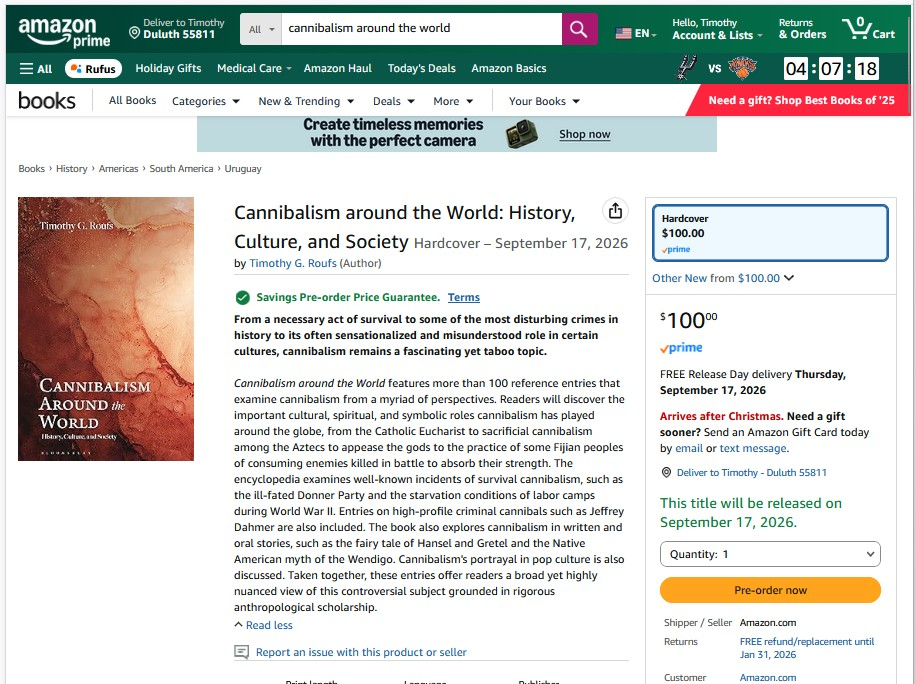 amazon prime
Deliver to Timothy
Duluth 55811
All
cannibalism around the world
EN
Hello, Timothy
Account & Lists
Returns
& Orders
0
Cart
All
Rufus
Holiday Gifts
Medical Care
Amazon Haul
Today's Deals
Amazon Basics
VS
04 : 07 : 18
books
All Books
Categories
New & Trending
Deals
More
Your Books
Need a gift? Shop Best Books of '25
Create timeless memories
with the perfect camera
Shop now
Books › History › Americas › South America › Uruguay
Timothy G. Roufs
CANNIBALISM
AROUND the
WORLD
History, Culture, and Society
BLOOMSBURY
Cannibalism around the World: History,
Culture, and Society Hardcover – September 17, 2026
by Timothy G. Roufs (Author)
Savings Pre-order Price Guarantee. Terms
From a necessary act of survival to some of the most disturbing crimes in
history to its often sensationalized and misunderstood role in certain
cultures, cannibalism remains a fascinating yet taboo topic.
Cannibalism around the World features more than 100 reference entries that
examine cannibalism from a myriad of perspectives. Readers will discover the
important cultural, spiritual, and symbolic roles cannibalism has played
around the globe, from the Catholic Eucharist to sacrificial cannibalism
among the Aztecs to appease the gods to the practice of some Fijian peoples
of consuming enemies killed in battle to absorb their strength. The
encyclopedia examines well-known incidents of survival cannibalism, such as
the ill-fated Donner Party and the starvation conditions of labor camps
during World War II. Entries on high-profile criminal cannibals such as Jeffrey
Dahmer are also included. The book also explores cannibalism in written and
oral stories, such as the fairy tale of Hansel and Gretel and the Native
American myth of the Wendigo. Cannibalism's portrayal in pop culture is also
discussed. Taken together, these entries offer readers a broad yet highly
nuanced view of this controversial subject grounded in rigorous
anthropological scholarship.
Read less
Report an issue with this product or seller
Print length
Language
Publisher
Hardcover
$100.00
prime
Other New from $100.00
$10000
prime
FREE Release Day delivery Thursday,
September 17, 2026
Arrives after Christmas. Need a gift
sooner? Send an Amazon Gift Card today
by email or text message.
Deliver to Timothy - Duluth 55811
This title will be released on
September 17, 2026.
Quantity: 1
Pre-order now
Shipper / Seller Amazon.com
Returns FREE refund/replacement until
Jan 31, 2026
Customer Amazon.com